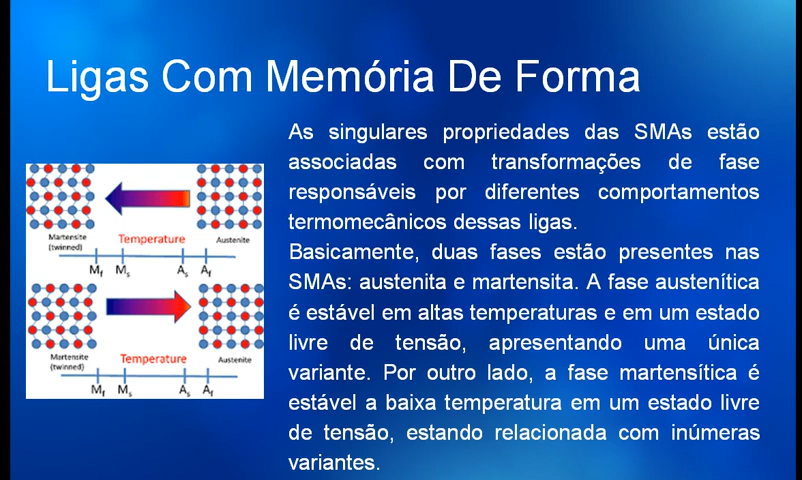 Ligas Com Memória De Forma
As singulares propriedades das SMAs estão
associadas com transformações de fase
responsáveis por diferentes comportamentos
termomecânicos dessas ligas.
Basicamente, duas fases estão presentes nas
SMAs: austenita e martensita. A fase austenítica
é estável em altas temperaturas e em um estado
livre de tensão, apresentando uma única
variante. Por outro lado, a fase martensítica é
estável a baixa temperatura em um estado livre
de tensão, estando relacionada com inúmeras
variantes.
Martensite
(twinned)
Temperature
Austenite
Mf Ms As Af
Martensite
(twinned)
Temperature
Austenite
Mf Ms As Af